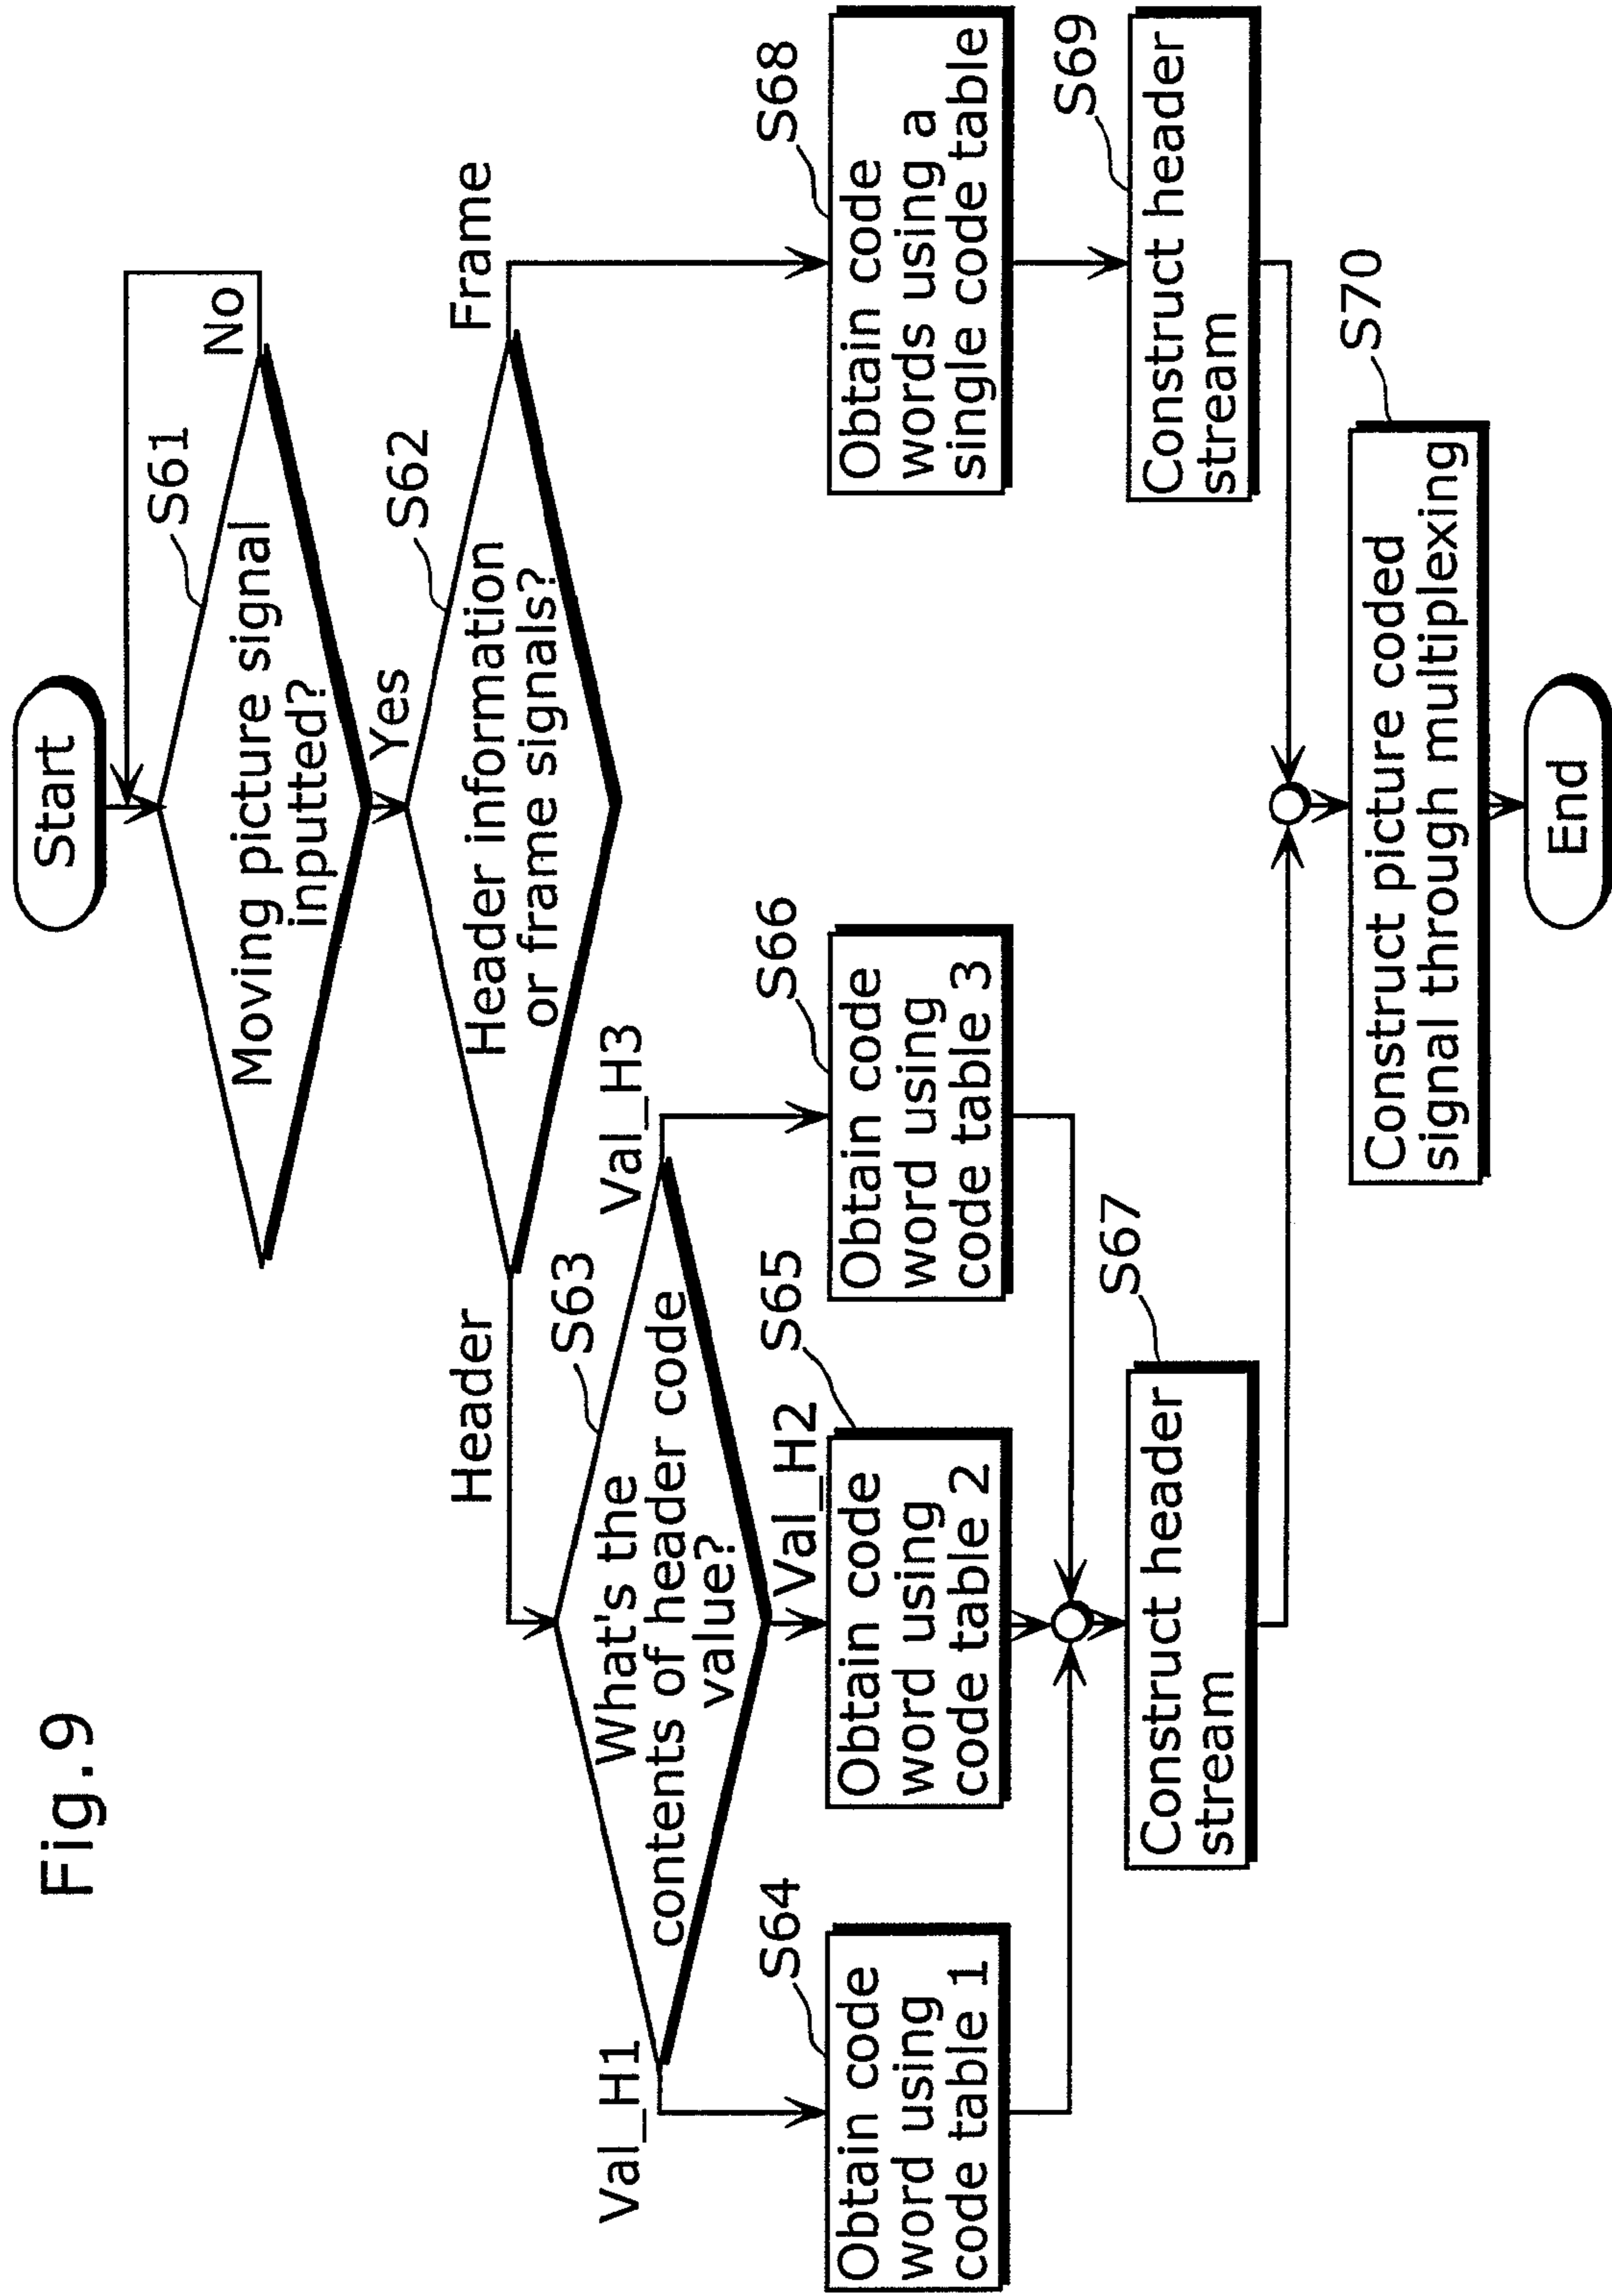 Fig.9
Start
S61
Moving picture signal
inputted?
No
Yes
S62
Header information
or frame signals?
Header
Frame
S63
What's the
contents of header code
value?
Val_H1
Val_H2
Val_H3
S64
Obtain code
word using
code table 1
S65
Obtain code
word using
code table 2
S66
Obtain code
word using
code table 3
S68
Obtain code
words using a
single code table
S67
Construct header
stream
S69
Construct header
stream
S70
Construct picture coded
signal through multiplexing
End